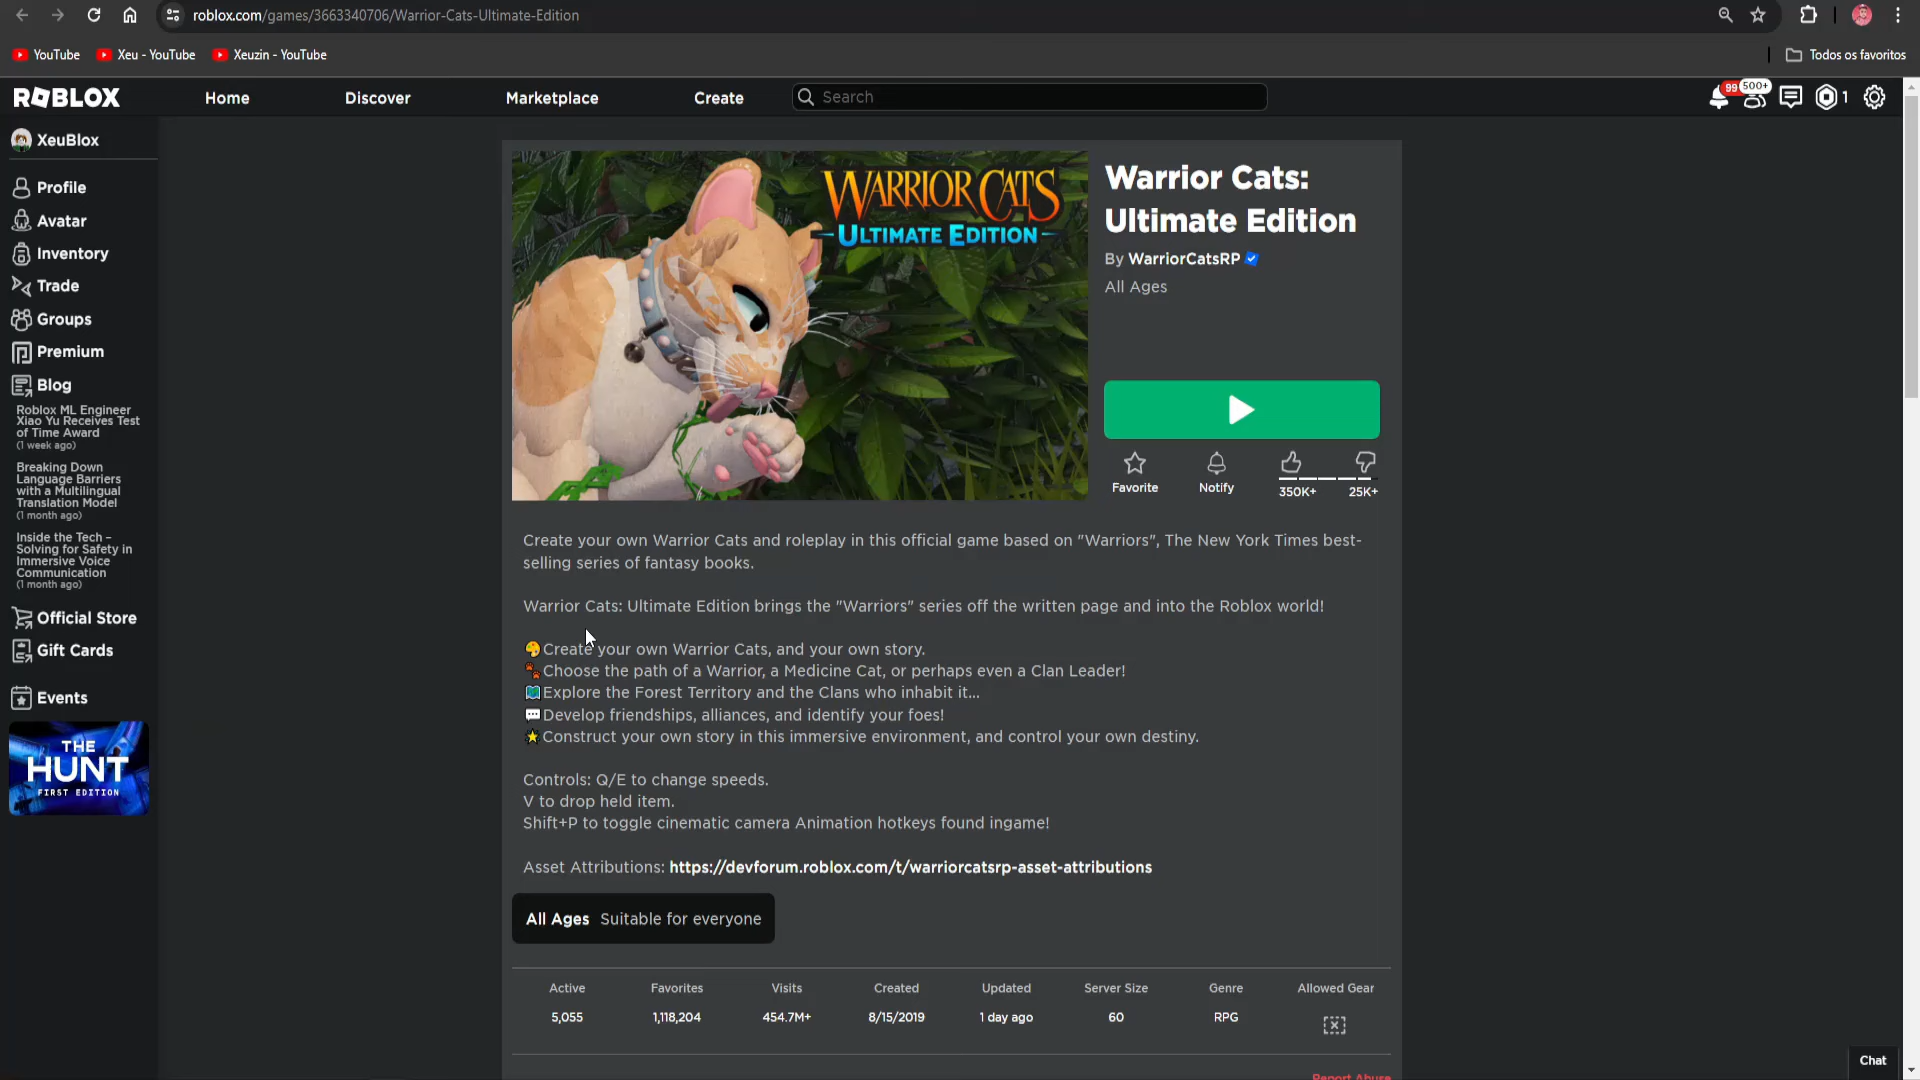 roblox.com/games/3663340706/Warrior-Cats-Ultimate-Edition
YouTube
Xeu - YouTube
Xeuzin - YouTube
Todos os favoritos
ROBLOX
Home
Discover
Marketplace
Create
Search
99
500+
1
XeuBlox
Profile
Avatar
Inventory
Trade
Groups
Premium
Blog
Roblox ML Engineer
Xiao Yu Receives Test
of Time Award
(1 week ago)
Breaking Down
Language Barriers
with a Multilingual
Translation Model
(1 month ago)
Inside the Tech –
Solving for Safety in
Immersive Voice
Communication
(1 month ago)
Official Store
Gift Cards
Events
THE
HUNT
FIRST EDITION
WARRIOR CATS
ULTIMATE EDITION
Warrior Cats:
Ultimate Edition
By WarriorCatsRP
All Ages
Favorite
Notify
350K+
25K+
Create your own Warrior Cats and roleplay in this official game based on "Warriors", The New York Times best-
selling series of fantasy books.
Warrior Cats: Ultimate Edition brings the "Warriors" series off the written page and into the Roblox world!
🎨Create your own Warrior Cats, and your own story.
🐾Choose the path of a Warrior, a Medicine Cat, or perhaps even a Clan Leader!
🗺️Explore the Forest Territory and the Clans who inhabit it...
💬Develop friendships, alliances, and identify your foes!
🌟Construct your own story in this immersive environment, and control your own destiny.
Controls: Q/E to change speeds.
V to drop held item.
Shift+P to toggle cinematic camera Animation hotkeys found ingame!
Asset Attributions: https://devforum.roblox.com/t/warriorcatsrp-asset-attributions
All Ages Suitable for everyone
Active Favorites Visits Created Updated Server Size Genre Allowed Gear
5,055 1,118,204 454.7M+ 8/15/2019 1 day ago 60 RPG
Report Abuse
Chat